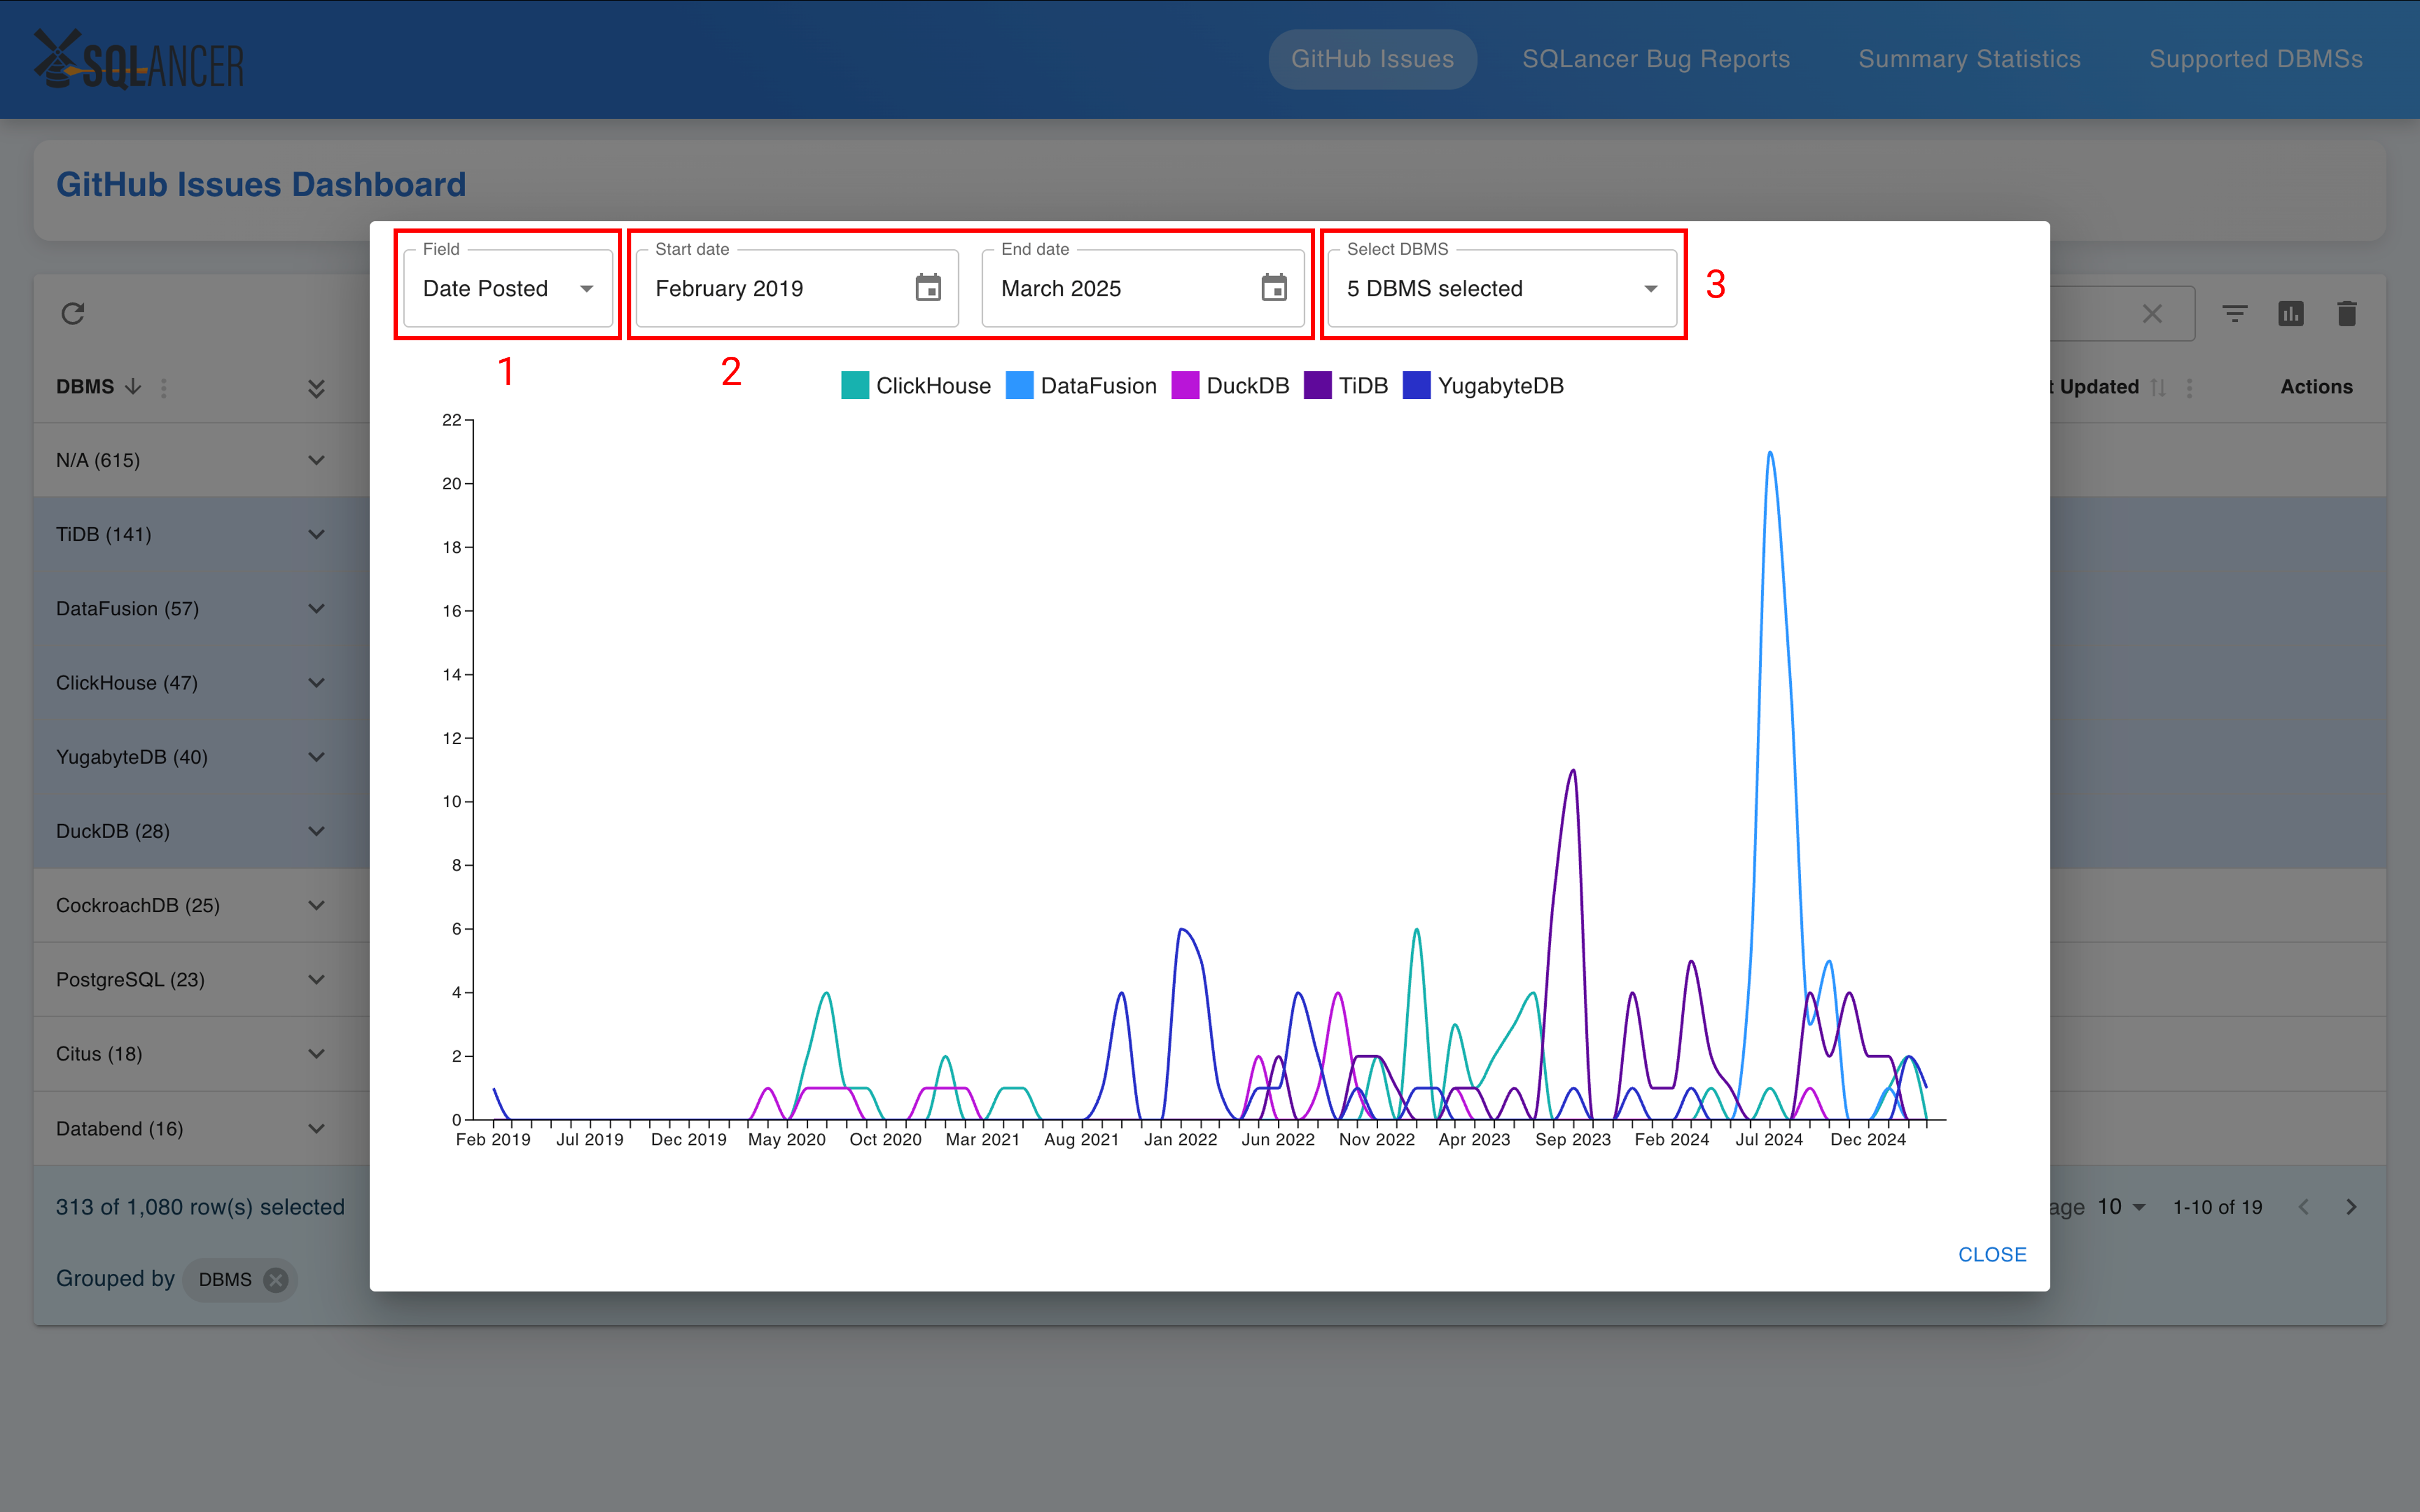 SQLANCER
GitHub Issues
SQLancer Bug Reports
Summary Statistics
Supported DBMSs
GitHub Issues Dashboard
Field
Date Posted
Start date
February 2019
End date
March 2025
Select DBMS
5 DBMS selected
1
2
3
DBMS
t Updated
Actions
ClickHouse
DataFusion
DuckDB
TiDB
YugabyteDB
N/A (615)
TiDB (141)
DataFusion (57)
ClickHouse (47)
YugabyteDB (40)
DuckDB (28)
CockroachDB (25)
PostgreSQL (23)
Citus (18)
Databend (16)
22
20
18
16
14
12
10
8
6
4
2
0
Feb 2019
Jul 2019
Dec 2019
May 2020
Oct 2020
Mar 2021
Aug 2021
Jan 2022
Jun 2022
Nov 2022
Apr 2023
Sep 2023
Feb 2024
Jul 2024
Dec 2024
313 of 1,080 row(s) selected
age 10
1-10 of 19
CLOSE
Grouped by DBMS